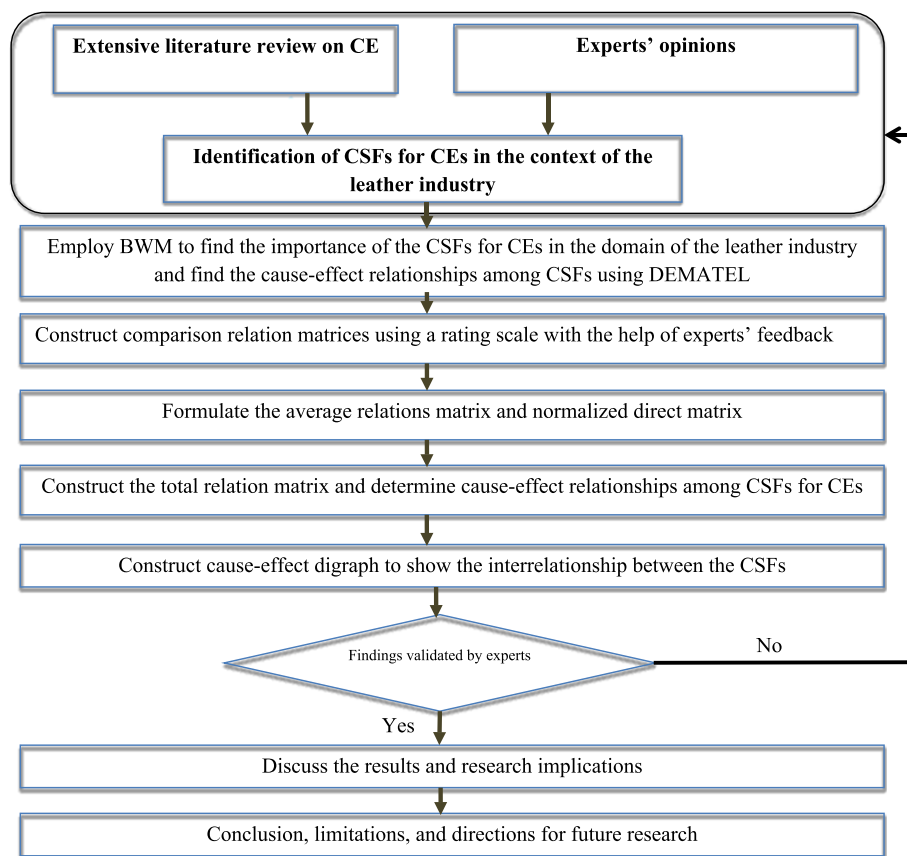 Extensive literature review on CE
Experts’ opinions
Identification of CSFs for CEs in the context of the
leather industry
Employ BWM to find the importance of the CSFs for CEs in the domain of the leather industry
and find the cause-effect relationships among CSFs using DEMATEL
Construct comparison relation matrices using a rating scale with the help of experts’ feedback
Formulate the average relations matrix and normalized direct matrix
Construct the total relation matrix and determine cause-effect relationships among CSFs for CEs
Construct cause-effect digraph to show the interrelationship between the CSFs
Findings validated by experts
No
Yes
Discuss the results and research implications
Conclusion, limitations, and directions for future research